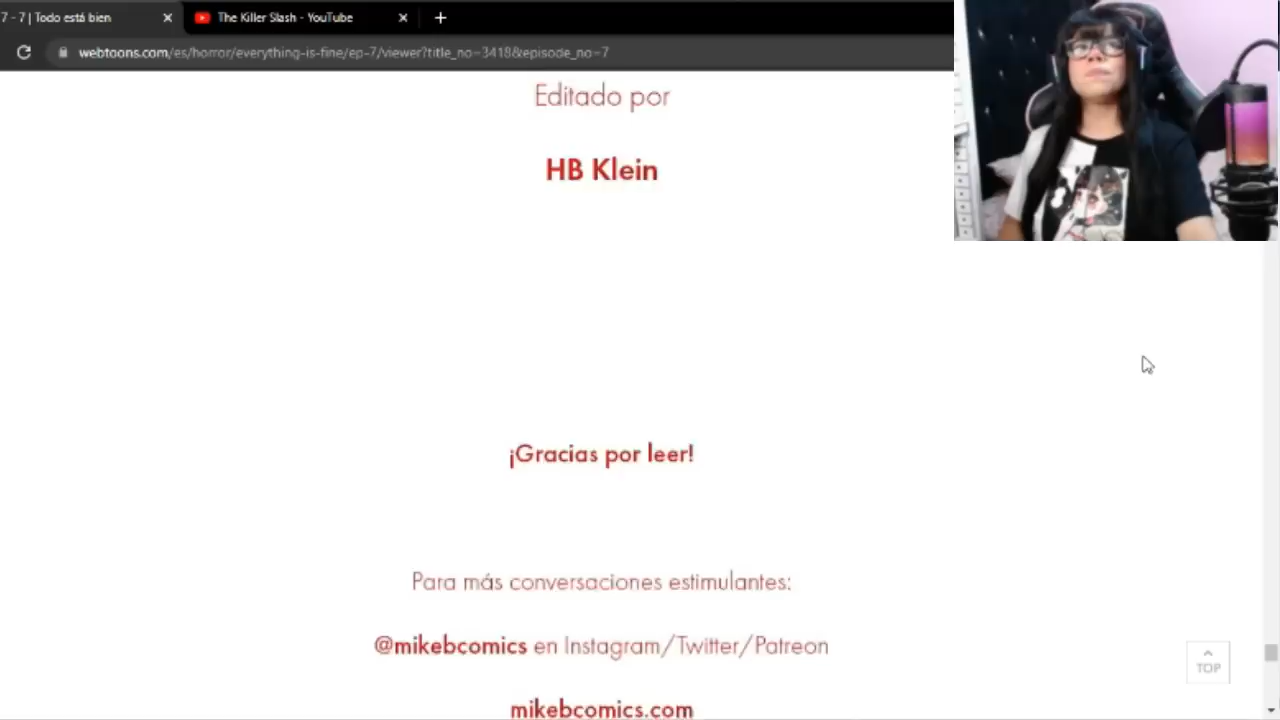 7 - 7 | Todo está bien
The Killer Slash - YouTube
webtoons.com/es/horror/everything-is-fine/ep-7/viewer?title_no=3418&episode_no=7
Editado por
HB Klein
¡Gracias por leer!
Para más conversaciones estimulantes:
@mikebcomics en Instagram/Twitter/Patreon
mikebcomics.com
TOP